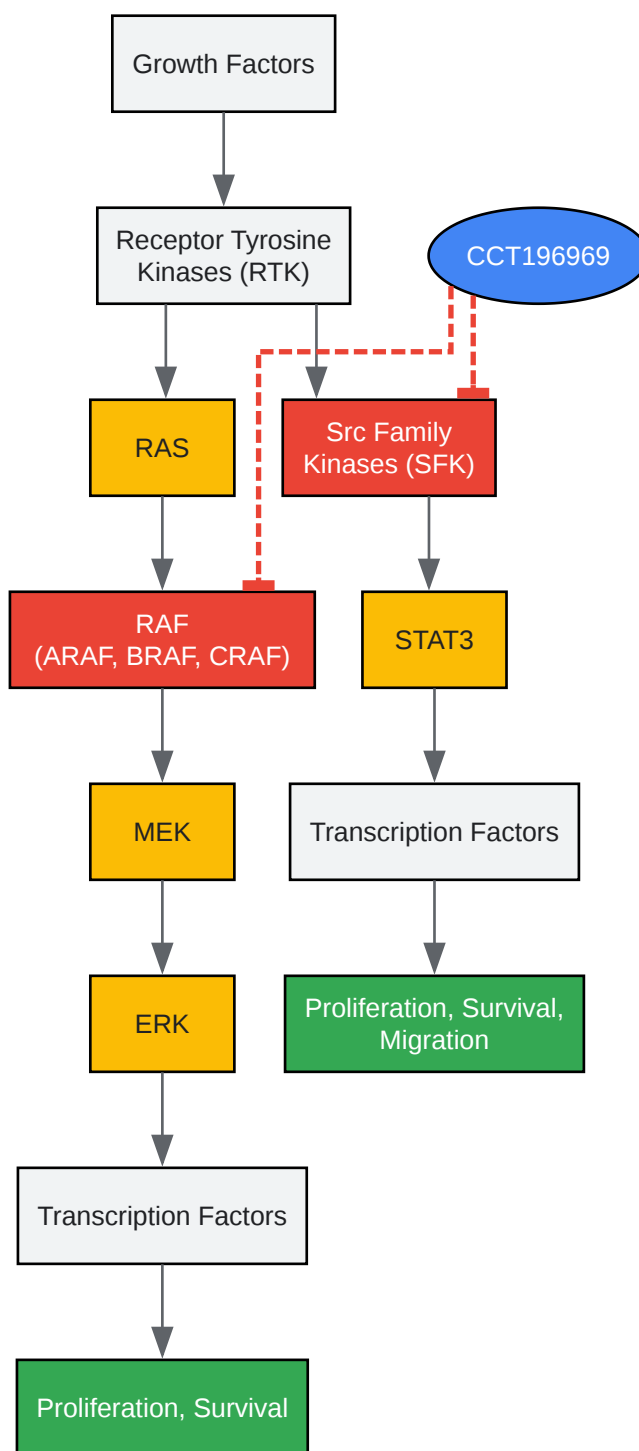 Growth Factors
Receptor Tyrosine
Kinases (RTK)
CCT196969
RAS
Src Family
Kinases (SFK)
RAF
(ARAF, BRAF, CRAF)
STAT3
MEK
Transcription Factors
ERK
Proliferation, Survival,
Migration
Transcription Factors
Proliferation, Survival